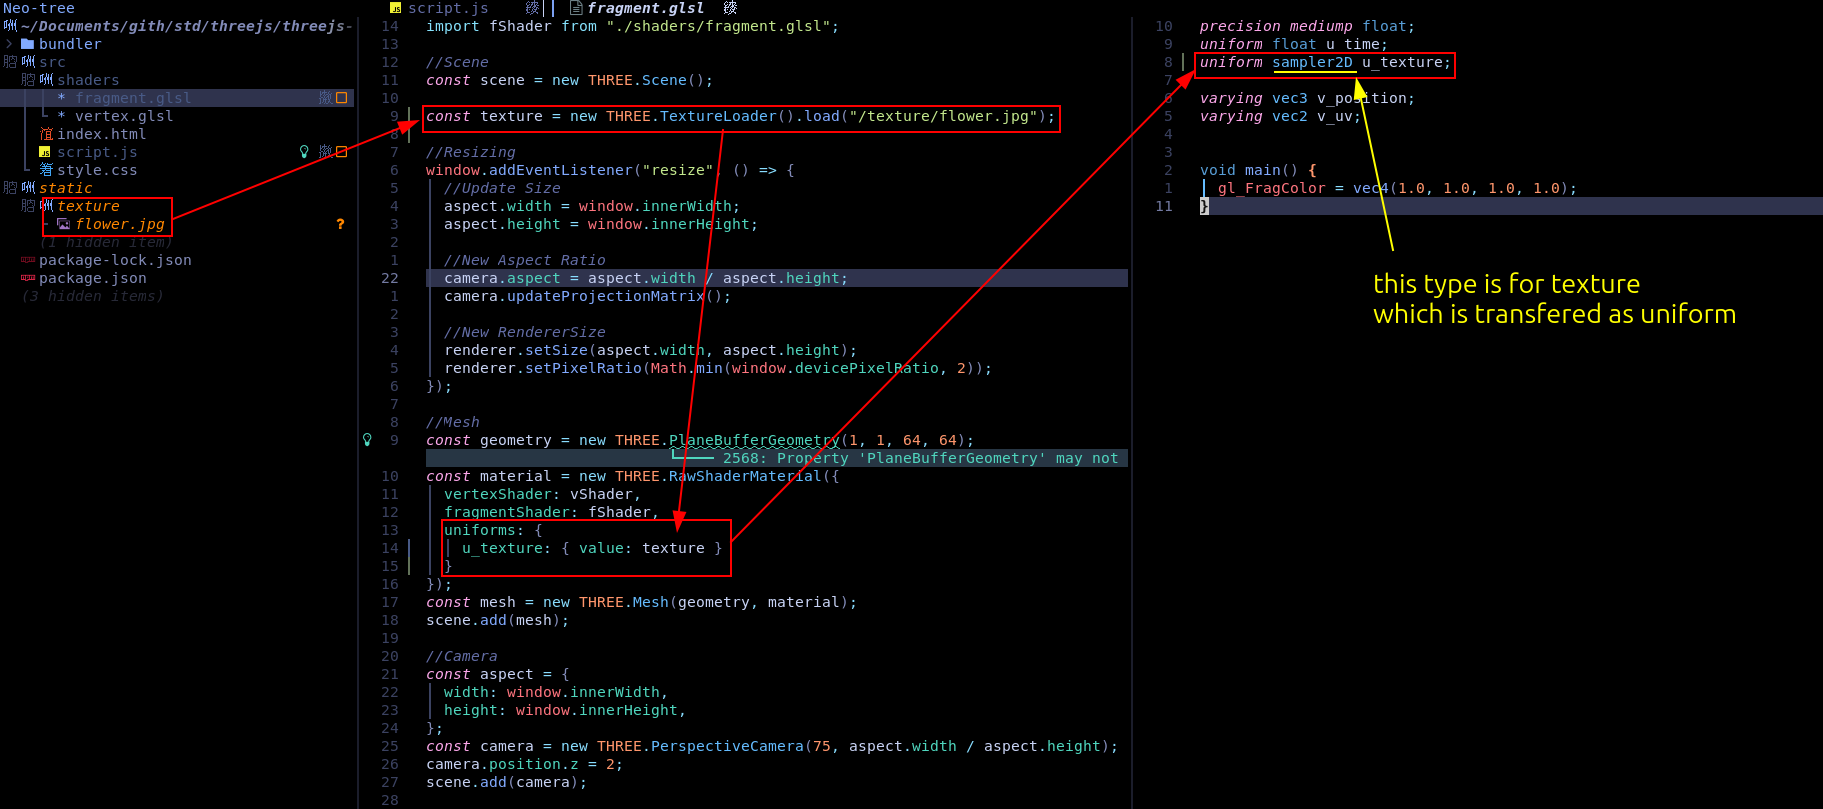 Neo-tree
~/Documents/gith/std/threejs/threejs-
bundler
src
shaders
* fragment.glsl
* vertex.glsl
index.html
script.js
style.css
static
texture
flower.jpg ?
(1 hidden item)
package-lock.json
package.json
(3 hidden items)
script.js fragment.glsl
14 import fShader from "./shaders/fragment.glsl";
13
12 //Scene
11 const scene = new THREE.Scene();
10
9 const texture = new THREE.TextureLoader().load("/texture/flower.jpg");
8
7 //Resizing
6 window.addEventListener("resize", () => {
5 //Update Size
4 aspect.width = window.innerWidth;
3 aspect.height = window.innerHeight;
2
1 //New Aspect Ratio
22 camera.aspect = aspect.width / aspect.height;
1 camera.updateProjectionMatrix();
2
3 //New RendererSize
4 renderer.setSize(aspect.width, aspect.height);
5 renderer.setPixelRatio(Math.min(window.devicePixelRatio, 2));
6 });
7
8 //Mesh
9 const geometry = new THREE.PlaneBufferGeometry(1, 1, 64, 64);
2568: Property 'PlaneBufferGeometry' may not
10 const material = new THREE.RawShaderMaterial({
11 vertexShader: vShader,
12 fragmentShader: fShader,
13 uniforms: {
14 u_texture: { value: texture }
15 }
16 });
17 const mesh = new THREE.Mesh(geometry, material);
18 scene.add(mesh);
19
20 //Camera
21 const aspect = {
22 width: window.innerWidth,
23 height: window.innerHeight,
24 };
25 const camera = new THREE.PerspectiveCamera(75, aspect.width / aspect.height);
26 camera.position.z = 2;
27 scene.add(camera);
28
10 precision mediump float;
9 uniform float u_time;
8 uniform sampler2D u_texture;
7
6 varying vec3 v_position;
5 varying vec2 v_uv;
4
3
2 void main() {
1 gl_FragColor = vec4(1.0, 1.0, 1.0, 1.0);
11 }
this type is for texture
which is transfered as uniform